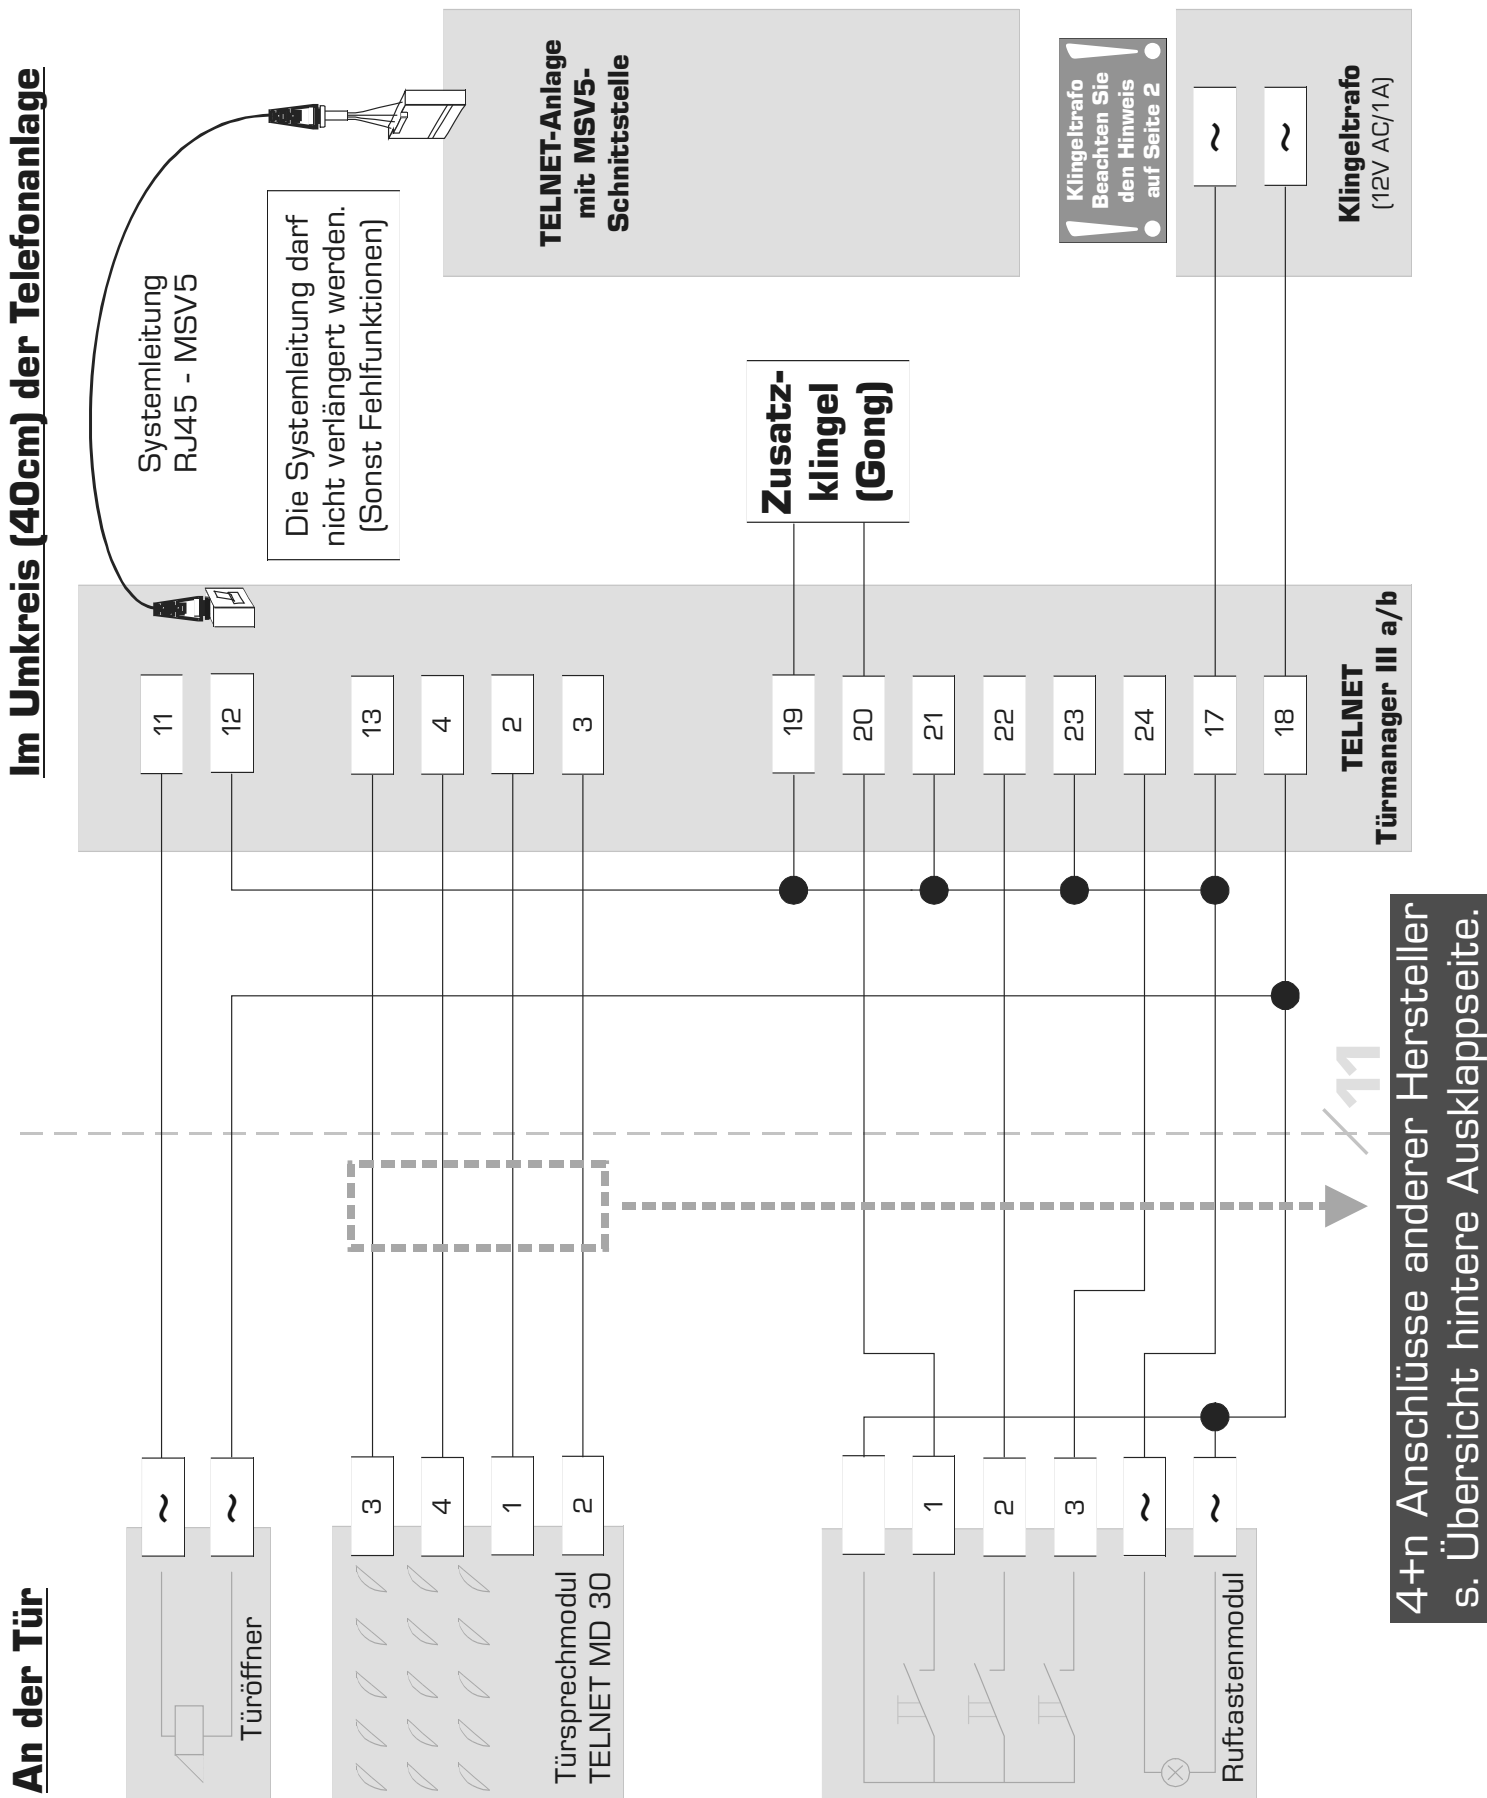 An der Tür
Im Umkreis (40cm) der Telefonanlage
Türöffner
~
~
11
12
Systemleitung
RJ45 - MSV5
Die Systemleitung darf
nicht verlängert werden.
(Sonst Fehlfunktionen)
Türsprechmodul
TELNET MD 30
3
4
1
2
13
4
2
3
TELNET-Anlage
mit MSV5-
Schnittstelle
Ruftastenmodul
1
2
3
~
~
19
20
21
22
23
24
17
18
TELNET
Türmanager III a/b
Zusatz-
klingel
(Gong)
Klingeltrafo
Beachten Sie
den Hinweis
auf Seite 2
!
!
~
~
Klingeltrafo
(12V AC/1A)
11
4+n Anschlüsse anderer Hersteller
s. Übersicht hintere Ausklappseite.